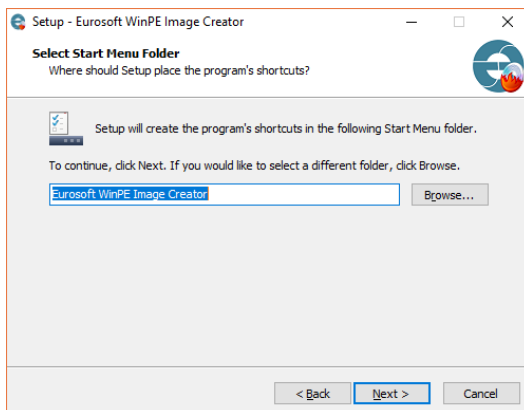 Setup - Eurosoft WinPE Image Creator
Select Start Menu Folder
Where should Setup place the program's shortcuts?
Setup will create the program's shortcuts in the following Start Menu folder.
To continue, click Next. If you would like to select a different folder, click Browse.
Eurosoft WinPE Image Creator
Browse...
< Back
Next >
Cancel